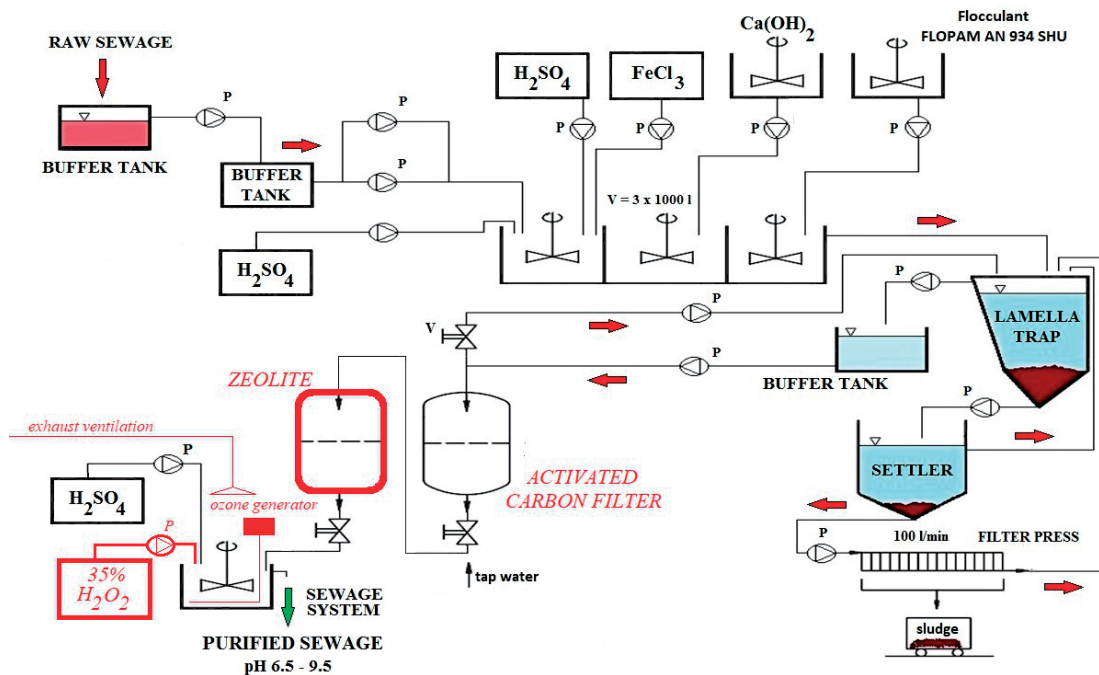 Flocculant
FLOPAM AN 934 SHU
Ca(OH)2
RAW SEWAGE
H2SO4
FeCl3
P
P
P
P
P
P
P
BUFFER TANK
BUFFER
TANK
V = 3 x 1000 l
H2SO4
P
P
LAMELLA
TRAP
V
P
BUFFER TANK
P
ZEOLITE
exhaust ventilation
P
SETTLER
ACTIVATED
CARBON FILTER
H2SO4
ozone generator
P
35%
H2O2
P
100 l/min
FILTER PRESS
tap water
SEWAGE
SYSTEM
PURIFIED SEWAGE
pH 6.5 - 9.5
sludge